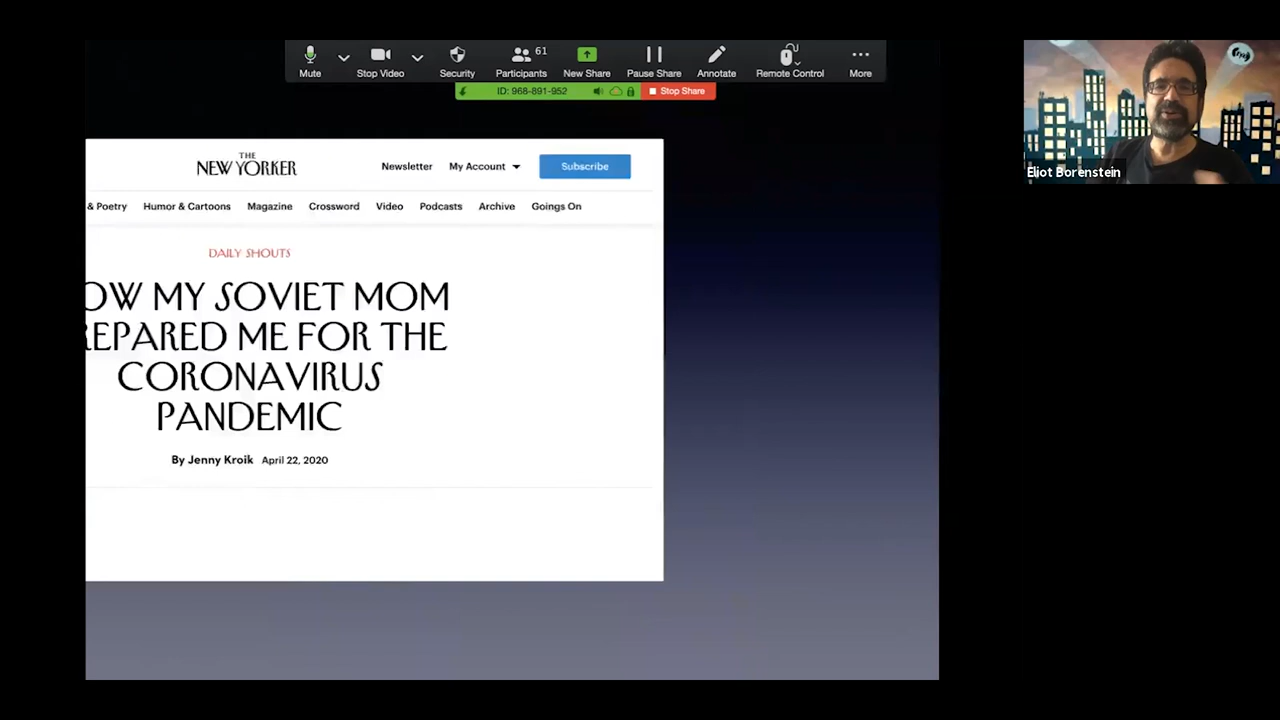 61
Mute
Stop Video
Security
Participants
New Share
Pause Share
Annotate
Remote Control
More
ID: 968-891-952
Stop Share
THE
NEW YORKER
Newsletter
My Account
Subscribe
& Poetry
Humor & Cartoons
Magazine
Crossword
Video
Podcasts
Archive
Goings On
DAILY SHOUTS
OW MY SOVIET MOM
REPARED ME FOR THE
CORONAVIRUS
PANDEMIC
By Jenny Kroik April 22, 2020
Eliot Borenstein